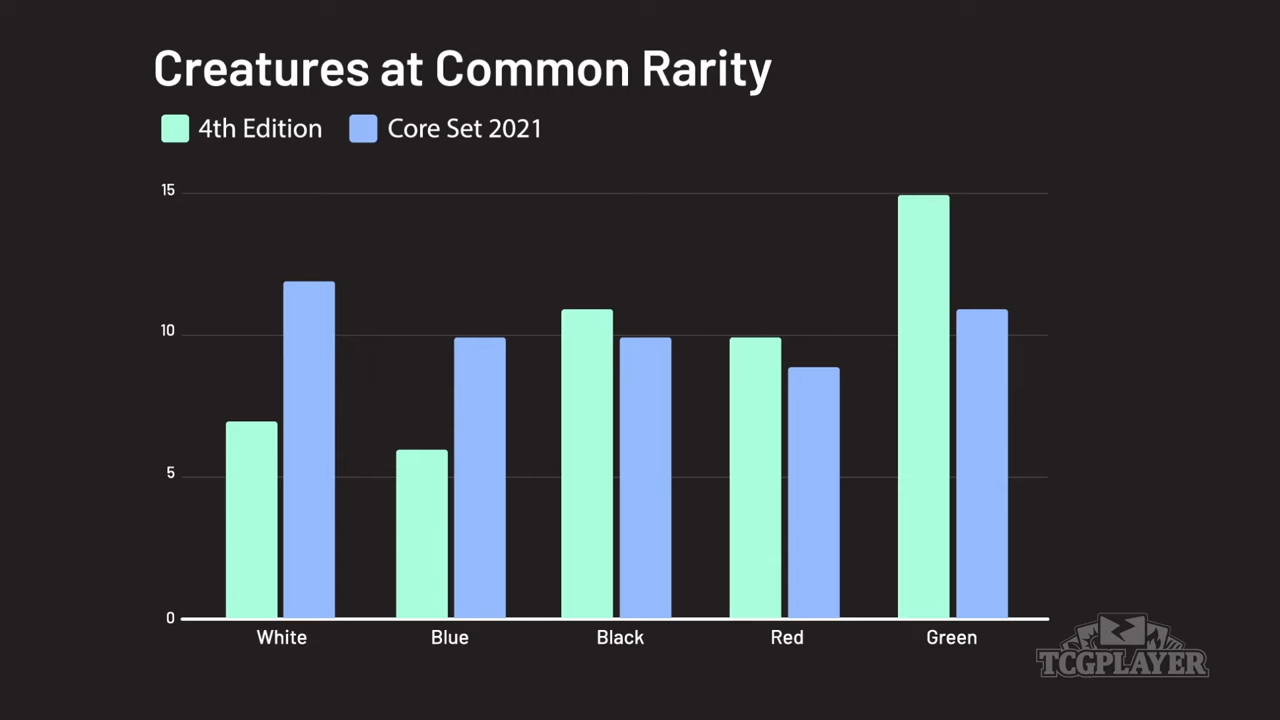 Creatures at Common Rarity
4th Edition Core Set 2021
15
10
5
0
White Blue Black Red Green
TCGPLAYER